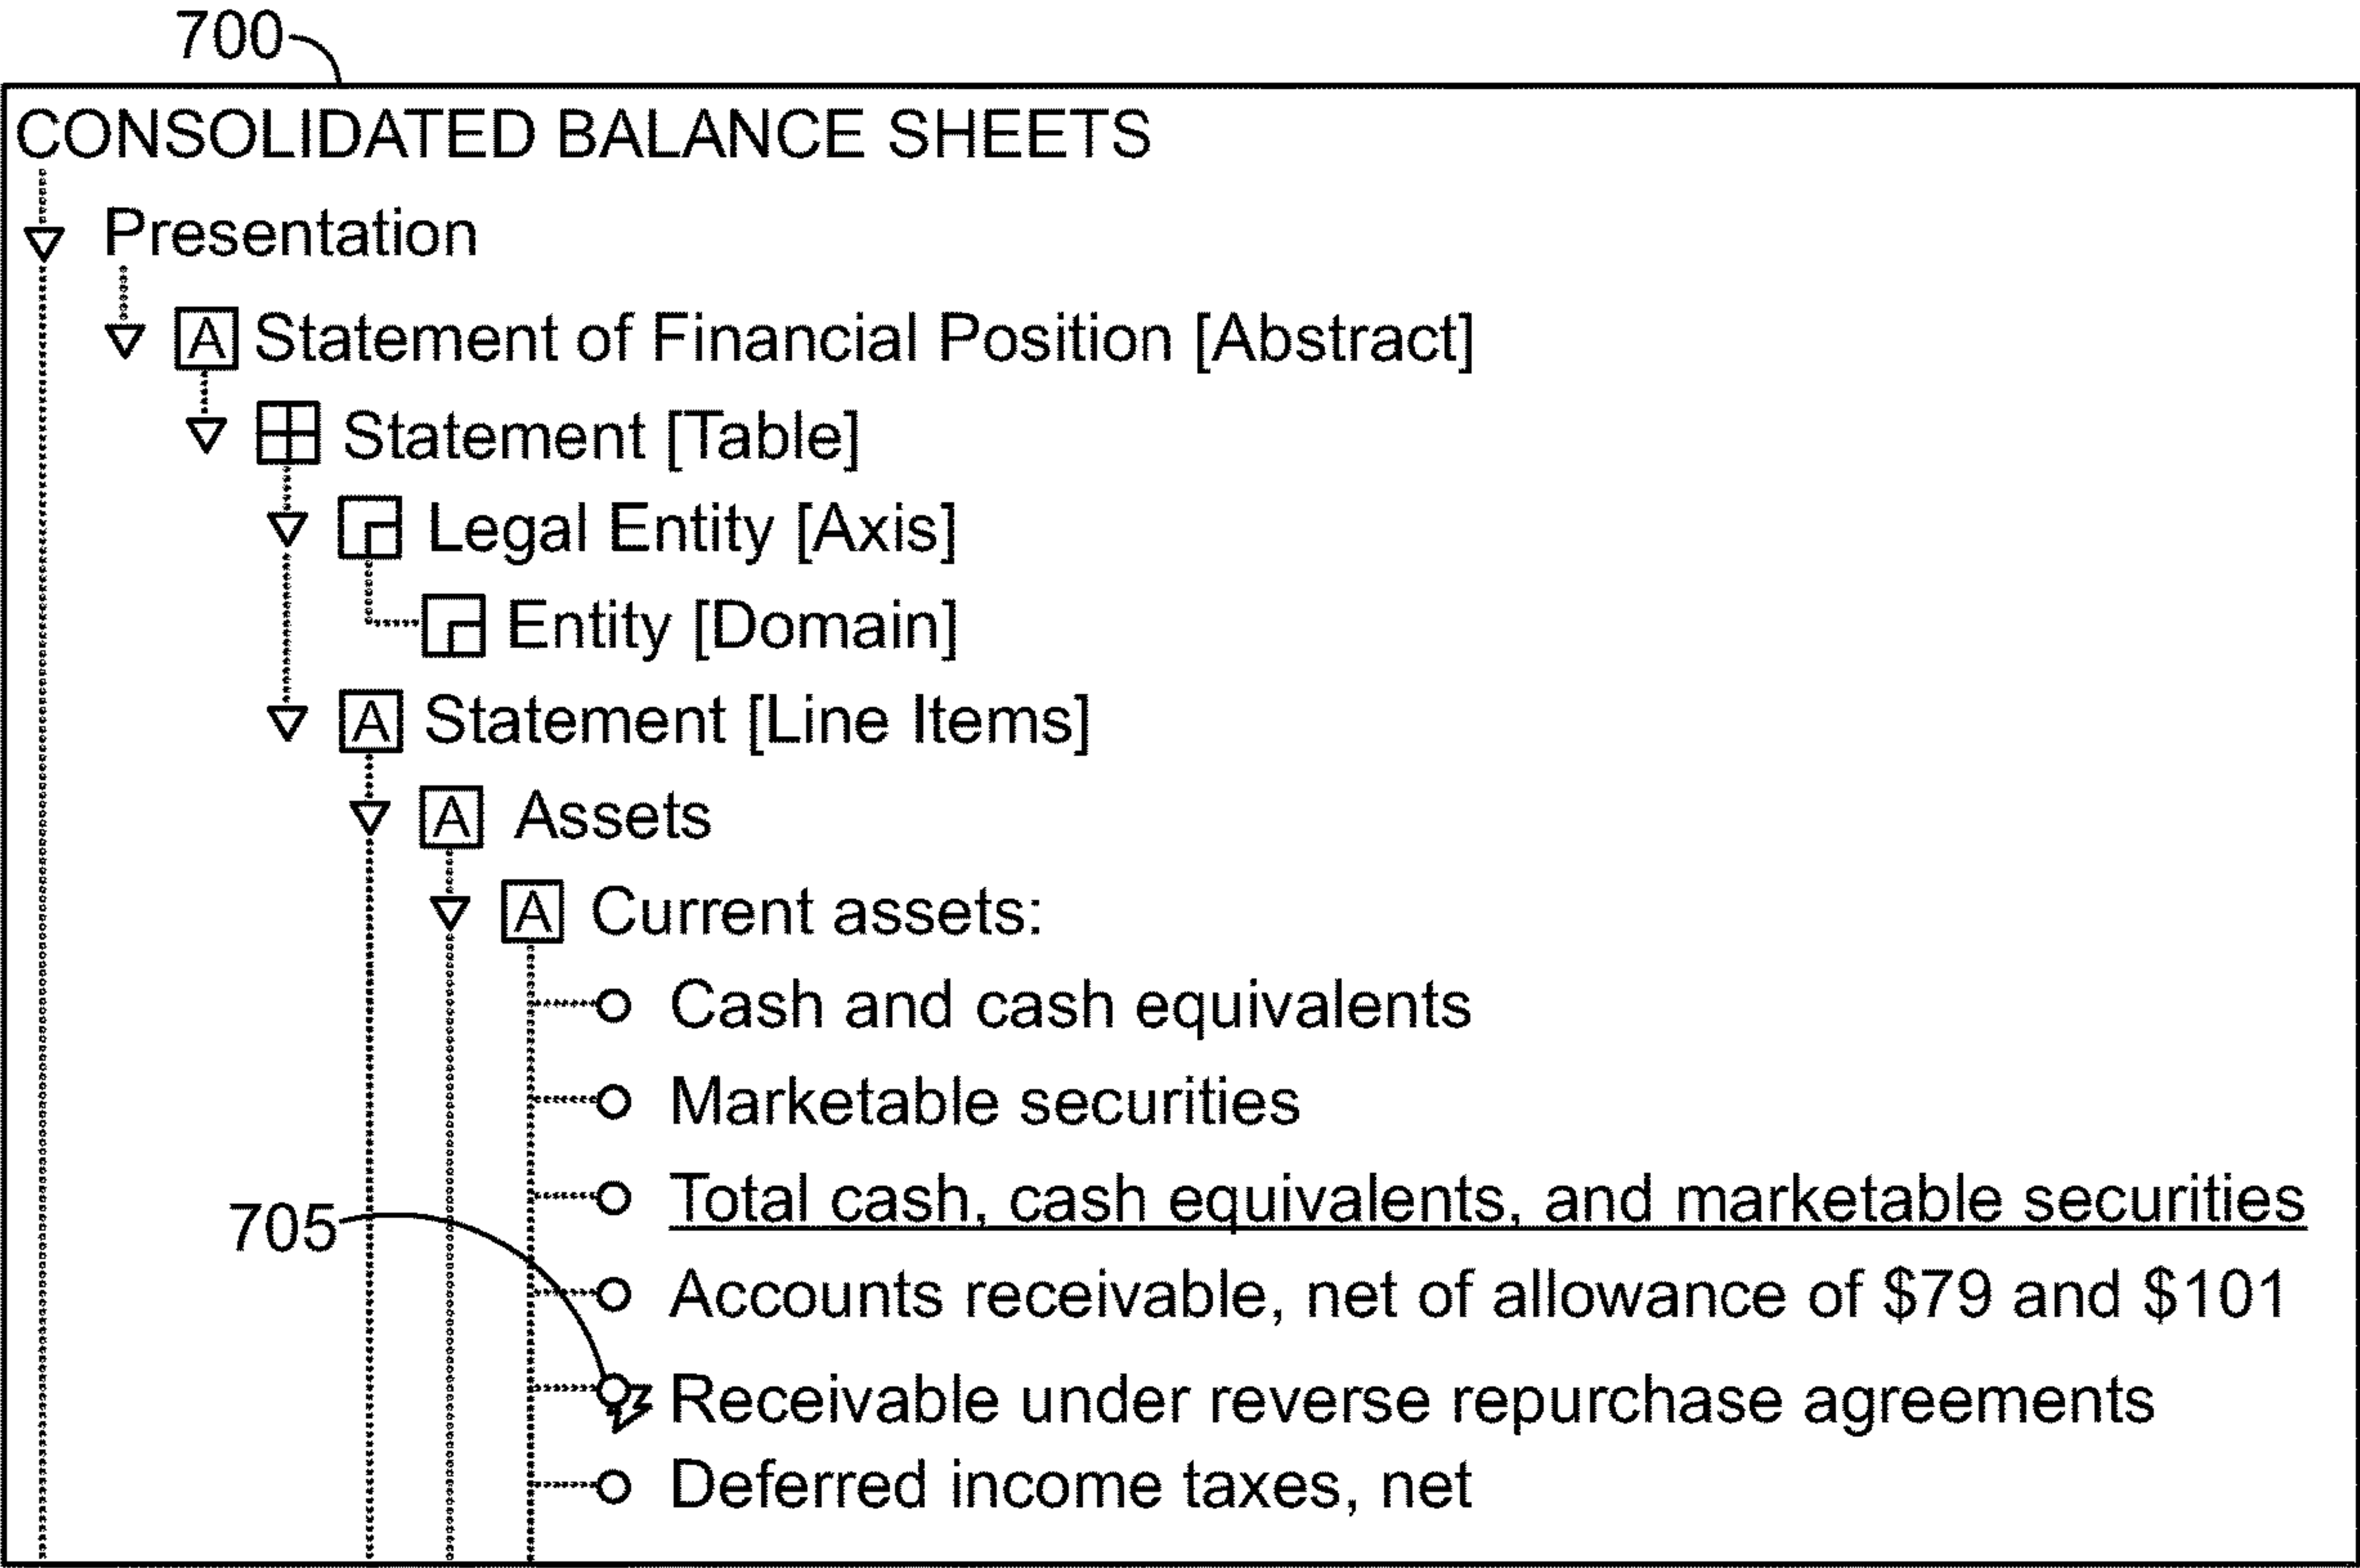 700
CONSOLIDATED BALANCE SHEETS
Presentation
A Statement of Financial Position [Abstract]
Statement [Table]
Legal Entity [Axis]
Entity [Domain]
A Statement [Line Items]
A Assets
A Current assets:
Cash and cash equivalents
Marketable securities
Total cash, cash equivalents, and marketable securities
705
Accounts receivable, net of allowance of $79 and $101
Receivable under reverse repurchase agreements
Deferred income taxes, net